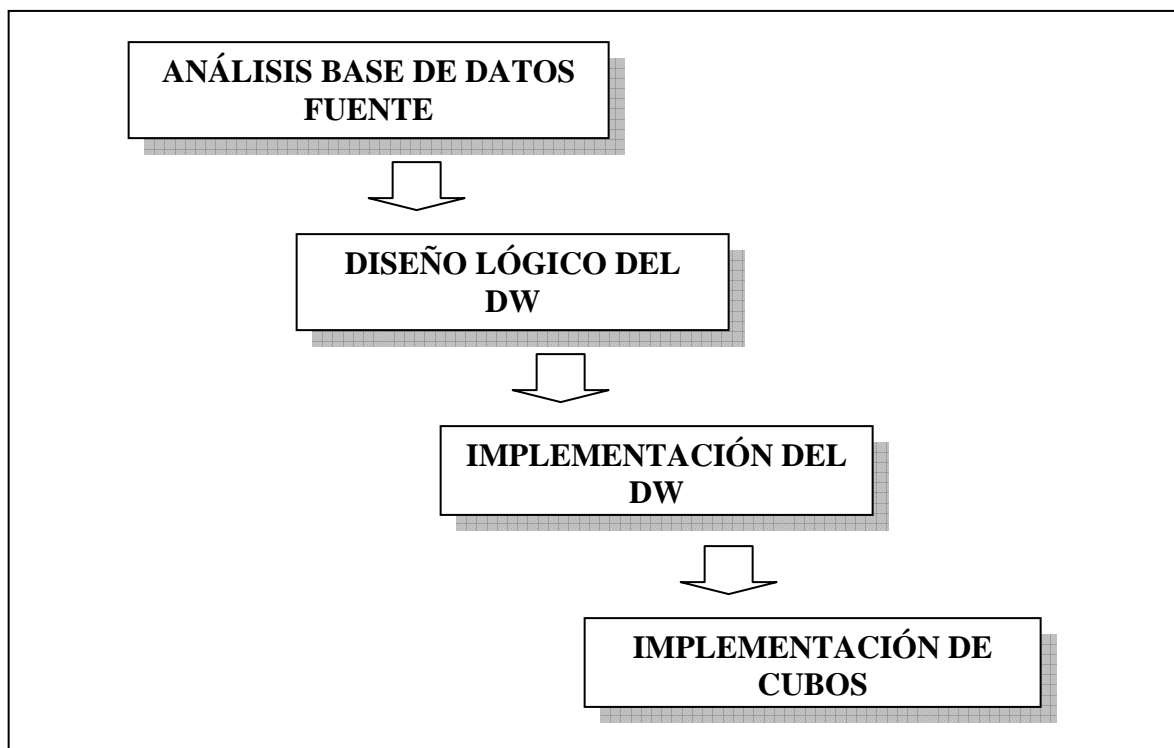 ANÁLISIS BASE DE DATOS
FUENTE
DISEÑO LÓGICO DEL
DW
IMPLEMENTACIÓN DEL
DW
IMPLEMENTACIÓN DE
CUBOS